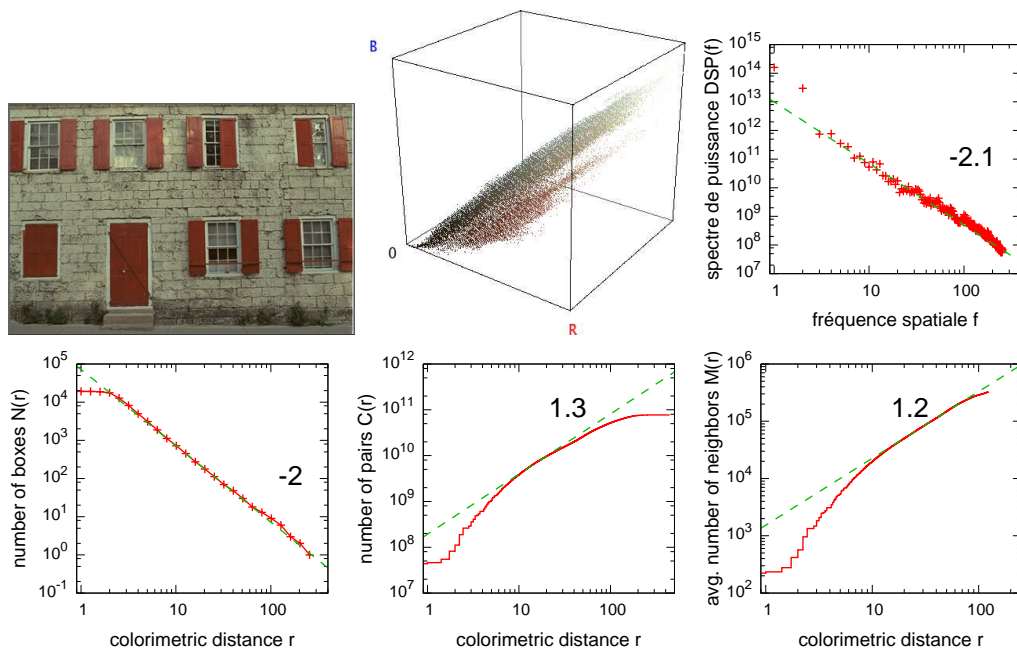 B
0
R
spectre de puissance DSP(f)
10^15
10^14
10^13
10^12
10^11
10^10
10^9
10^8
10^7
-2.1
1 10 100
fréquence spatiale f
number of boxes N(r)
10^5
10^4
10^3
10^2
10^1
10^0
10^-1
-2
1 10 100
colorimetric distance r
number of pairs C(r)
10^12
10^11
10^10
10^9
10^8
10^7
1.3
1 10 100
colorimetric distance r
avg. number of neighbors M(r)
10^6
10^5
10^4
10^3
10^2
1.2
1 10 100
colorimetric distance r